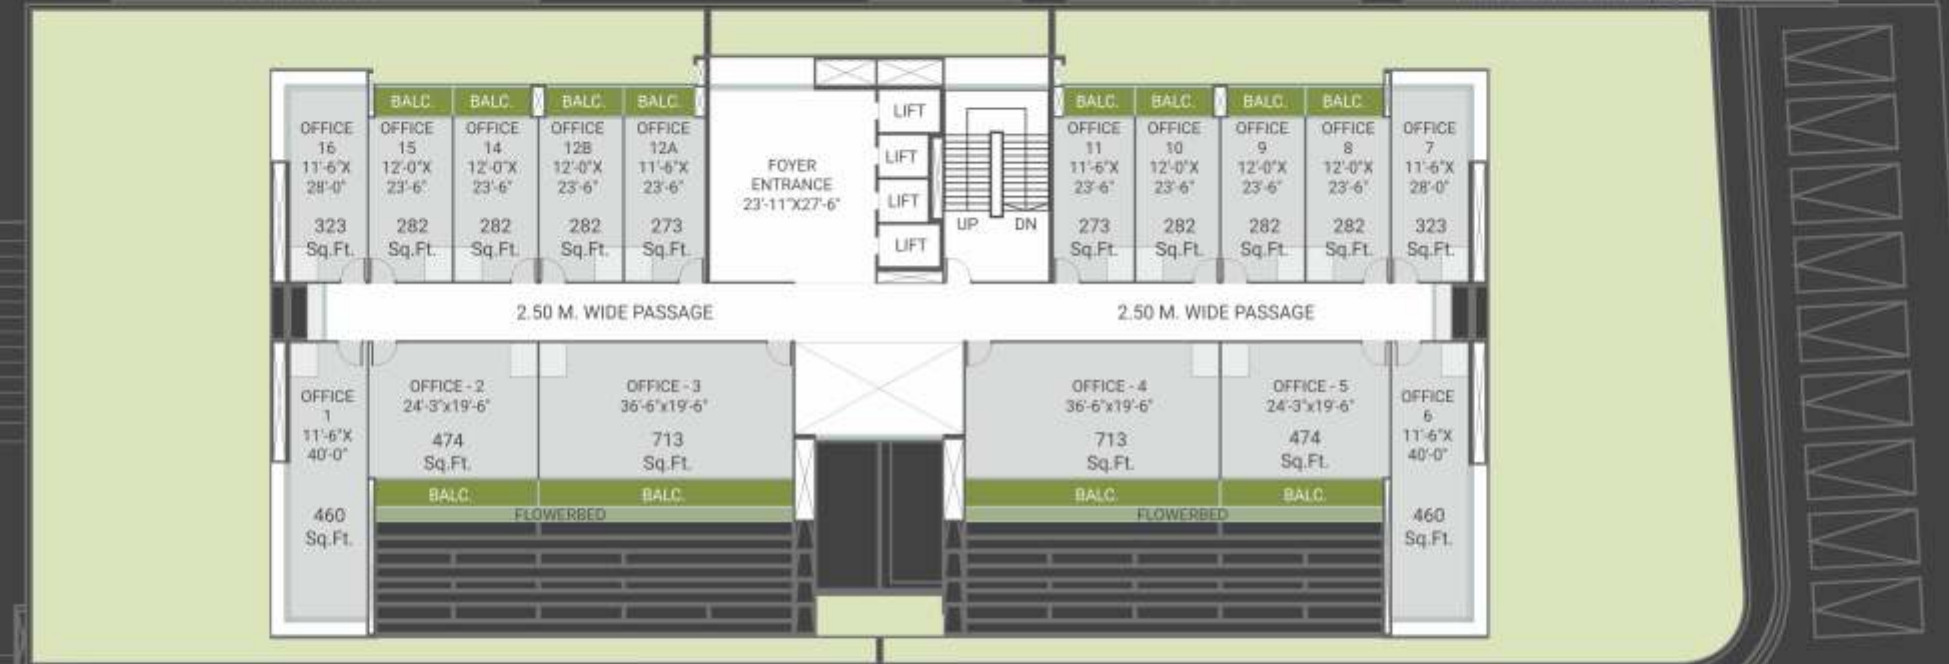 BALC.
BALC.
BALC.
BALC.
OFFICE
16
11'-6"X
28'-0"
323
Sq.Ft.
OFFICE
15
12'-0"X
23'-6"
282
Sq.Ft.
OFFICE
14
12'-0"X
23'-6"
282
Sq.Ft.
OFFICE
12B
12'-0"X
23'-6"
282
Sq.Ft.
OFFICE
12A
11'-6"X
23'-6"
273
Sq.Ft.
FOYER
ENTRANCE
23'-11"X27'-6"
LIFT
LIFT
LIFT
LIFT
UP
DN
BALC.
BALC.
BALC.
BALC.
OFFICE
11
11'-6"X
23'-6"
273
Sq.Ft.
OFFICE
10
12'-0"X
23'-6"
282
Sq.Ft.
OFFICE
9
12'-0"X
23'-6"
282
Sq.Ft.
OFFICE
8
12'-0"X
23'-6"
282
Sq.Ft.
OFFICE
7
11'-6"X
28'-0"
323
Sq.Ft.
2.50 M. WIDE PASSAGE
2.50 M. WIDE PASSAGE
OFFICE
1
11'-6"X
40'-0"
460
Sq.Ft.
OFFICE - 2
24'-3"x19'-6"
474
Sq.Ft.
OFFICE - 3
36'-6"x19'-6"
713
Sq.Ft.
BALC.
BALC.
FLOWERBED
OFFICE - 4
36'-6"x19'-6"
713
Sq.Ft.
OFFICE - 5
24'-3"x19'-6"
474
Sq.Ft.
BALC.
BALC.
FLOWERBED
OFFICE
6
11'-6"X
40'-0"
460
Sq.Ft.